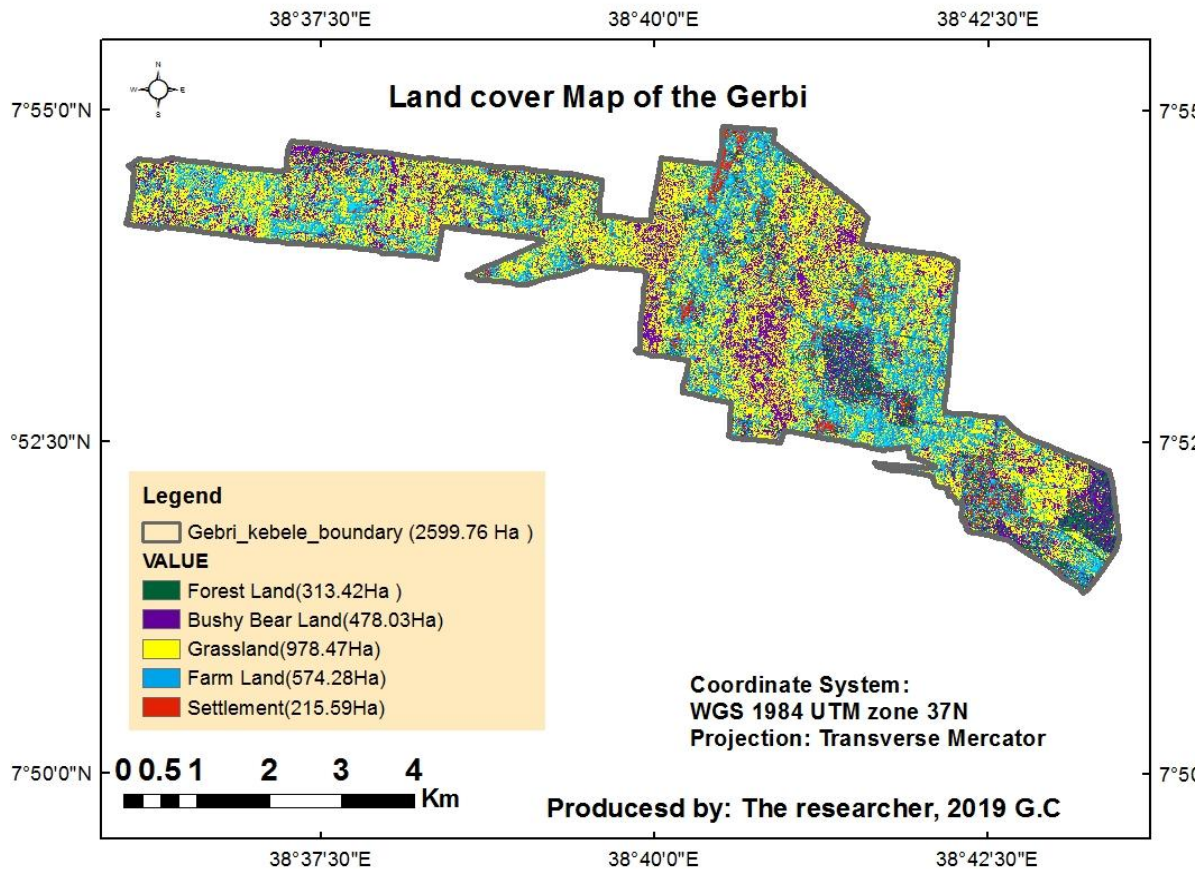 38°37'30"E 38°40'0"E 38°42'30"E
N
W E
S
Land cover Map of the Gerbi
7°55'0"N 7°55
°52'30"N 7°52
Legend
Gebri_kebele_boundary (2599.76 Ha )
VALUE
Forest Land(313.42Ha )
Bushy Bear Land(478.03Ha)
Grassland(978.47Ha)
Farm Land(574.28Ha)
Settlement(215.59Ha)
Coordinate System:
WGS 1984 UTM zone 37N
Projection: Transverse Mercator
7°50'0"N 7°50
0 0.5 1 2 3 4
Km
Producesd by: The researcher, 2019 G.C
38°37'30"E 38°40'0"E 38°42'30"E